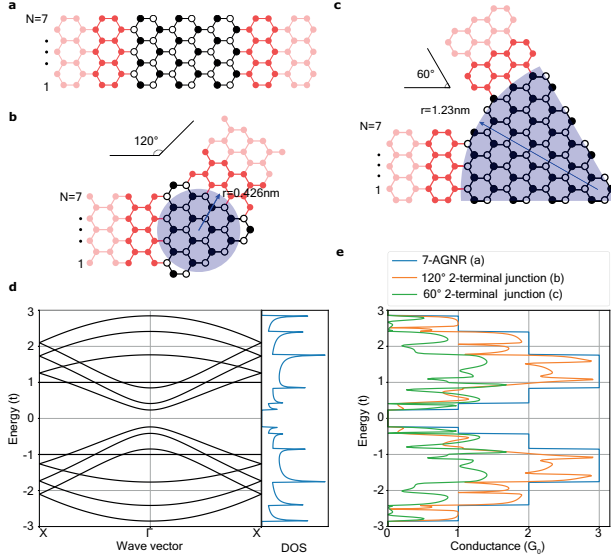 a
N=7
1
b
120°
N=7
r=0.426nm
1
c
60°
r=1.23nm
N=7
1
d
3
2
1
0
-1
-2
-3
Energy (t)
X
Γ
X
Wave vector
DOS
e
7-AGNR (a)
120° 2-terminal junction (b)
60° 2-terminal junction (c)
3
2
1
0
-1
-2
-3
Energy (t)
0
1
2
3
Conductance (G₀)